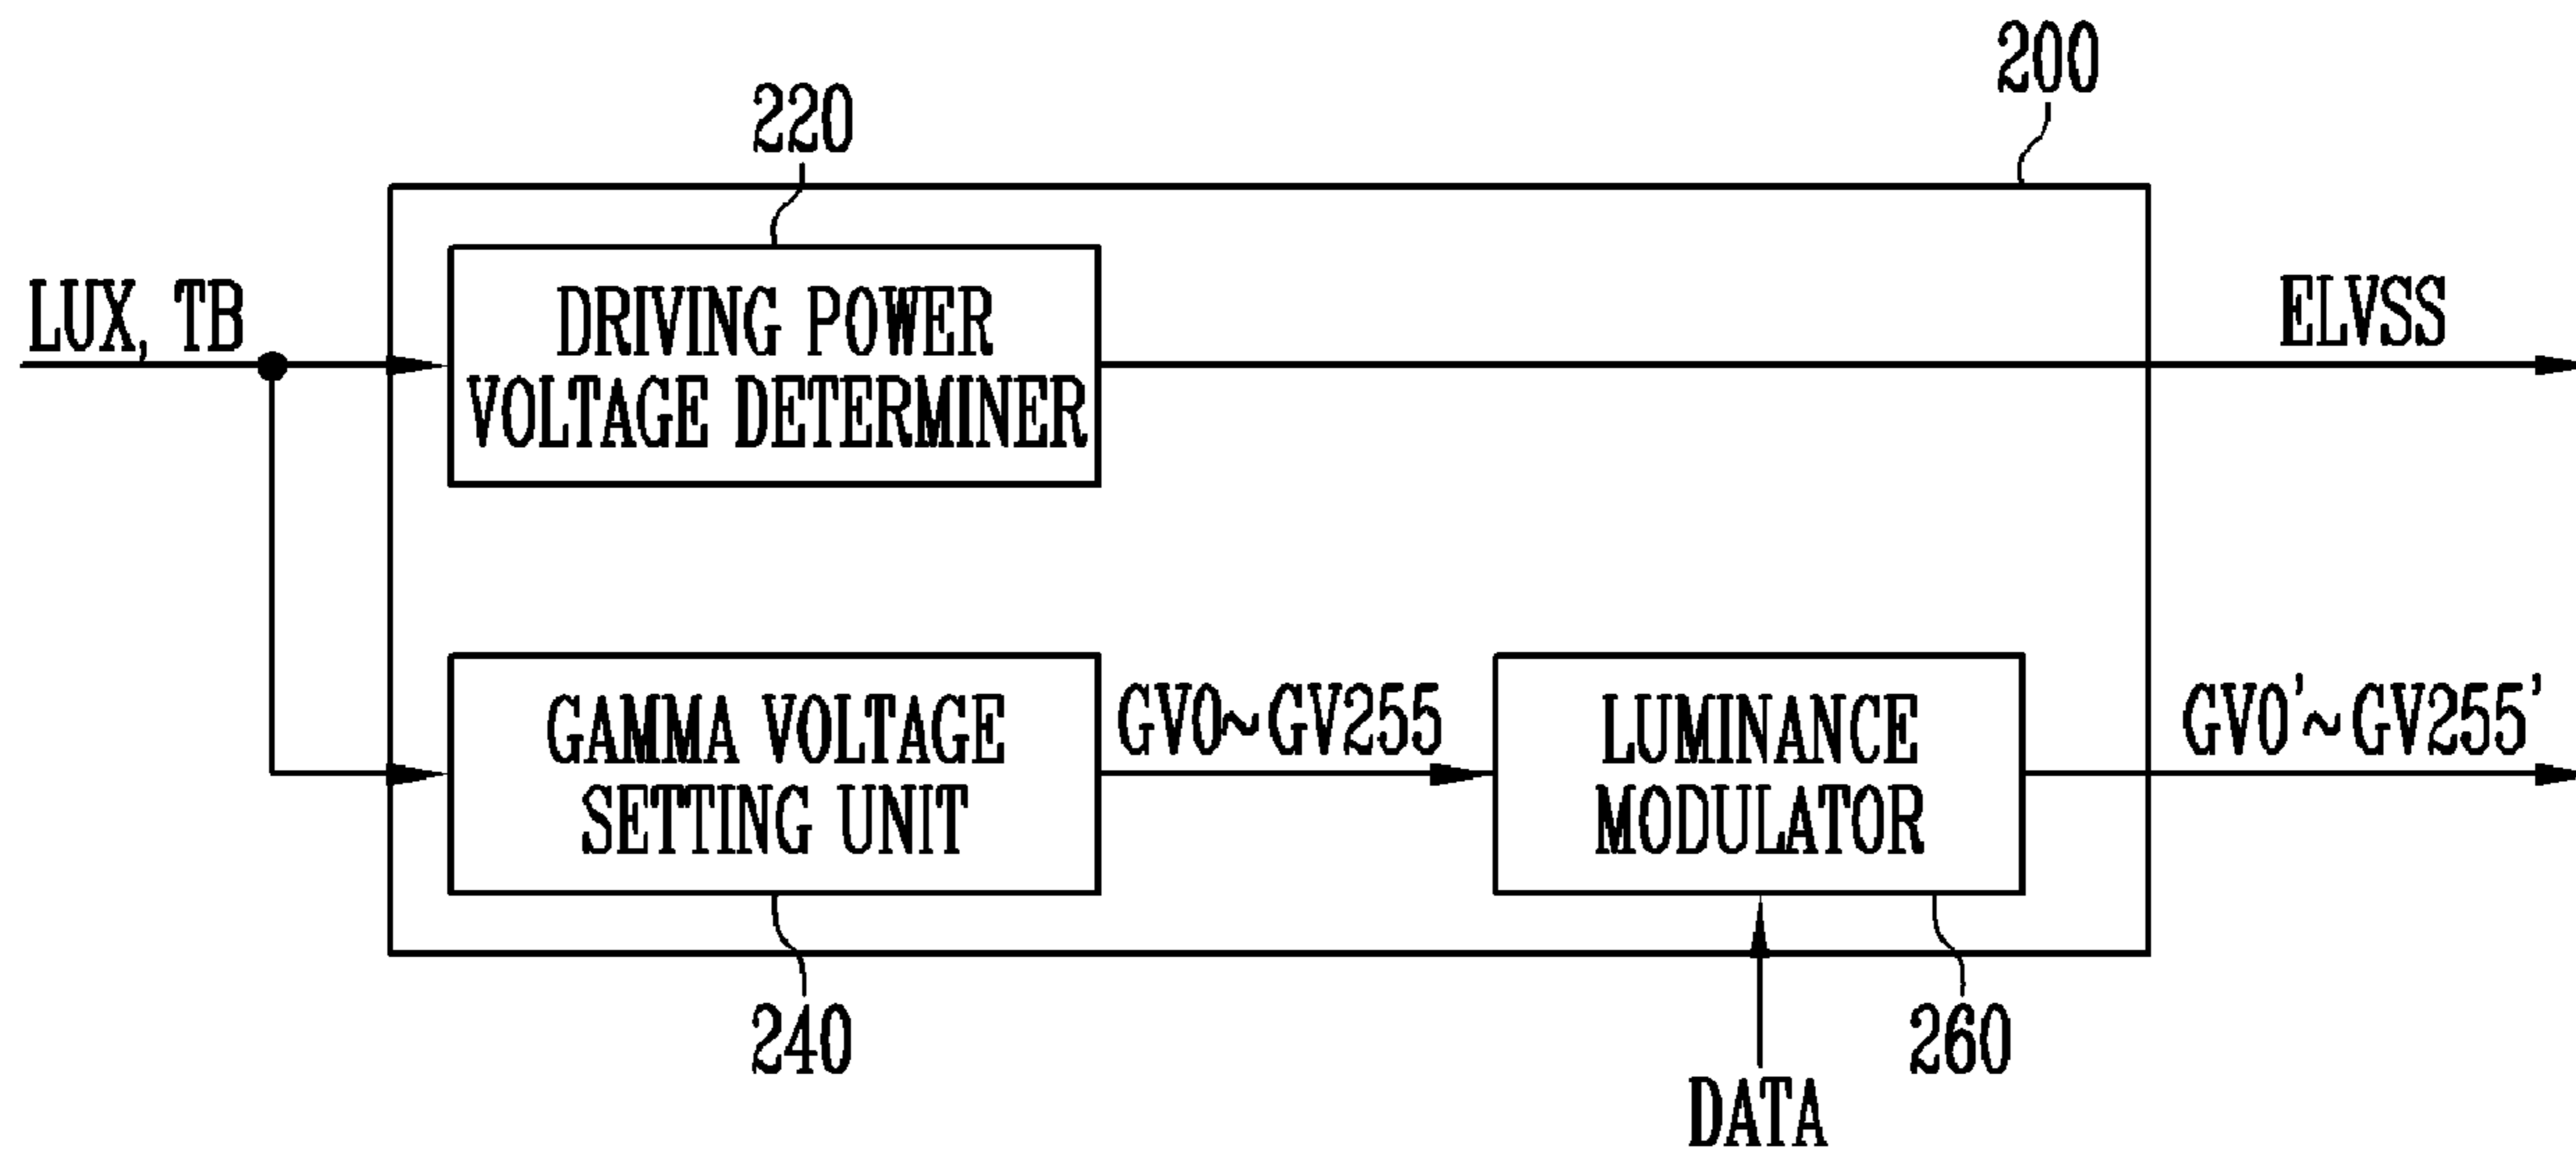 200
220
LUX, TB
DRIVING POWER
VOLTAGE DETERMINER
ELVSS
GAMMA VOLTAGE
SETTING UNIT
GV0~GV255
LUMINANCE
MODULATOR
GV0'~GV255'
240
260
DATA